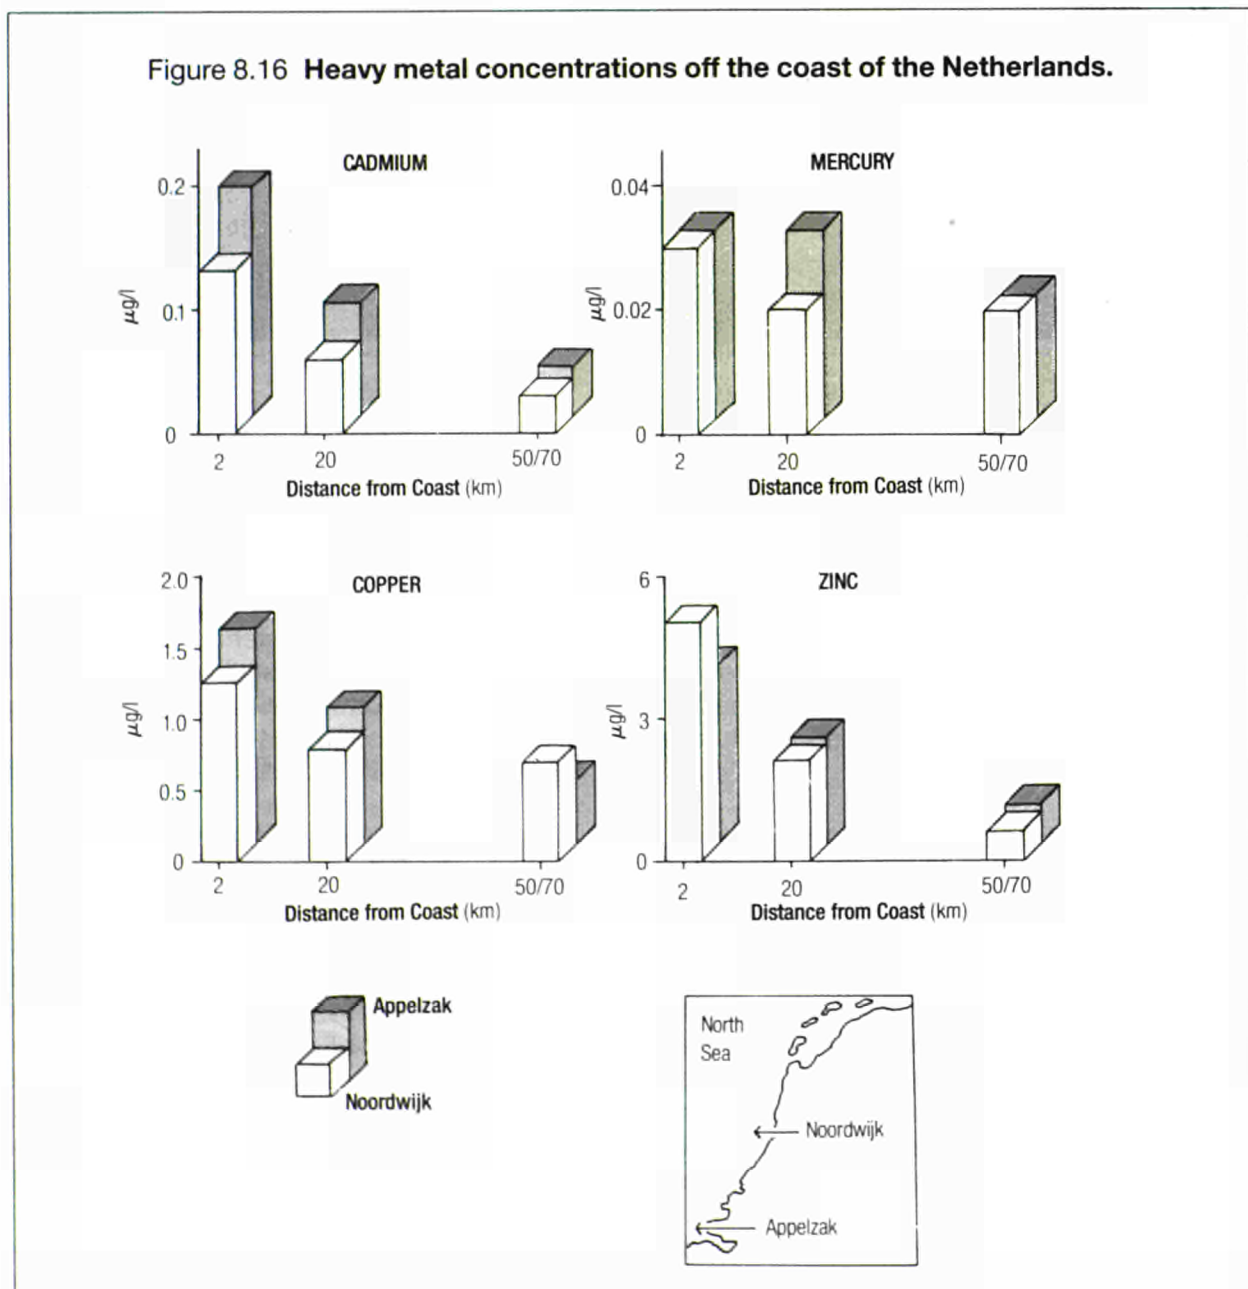 Figure 8.16 Heavy metal concentrations off the coast of the Netherlands.
CADMIUM
0.2
0.1
0
µg/l
2 20 50/70
Distance from Coast (km)
MERCURY
0.04
0.02
0
µg/l
2 20 50/70
Distance from Coast (km)
COPPER
2.0
1.5
1.0
0.5
0
µg/l
2 20 50/70
Distance from Coast (km)
ZINC
6
3
0
µg/l
2 20 50/70
Distance from Coast (km)
Appelzak
Noordwijk
North
Sea
Noordwijk
Appelzak